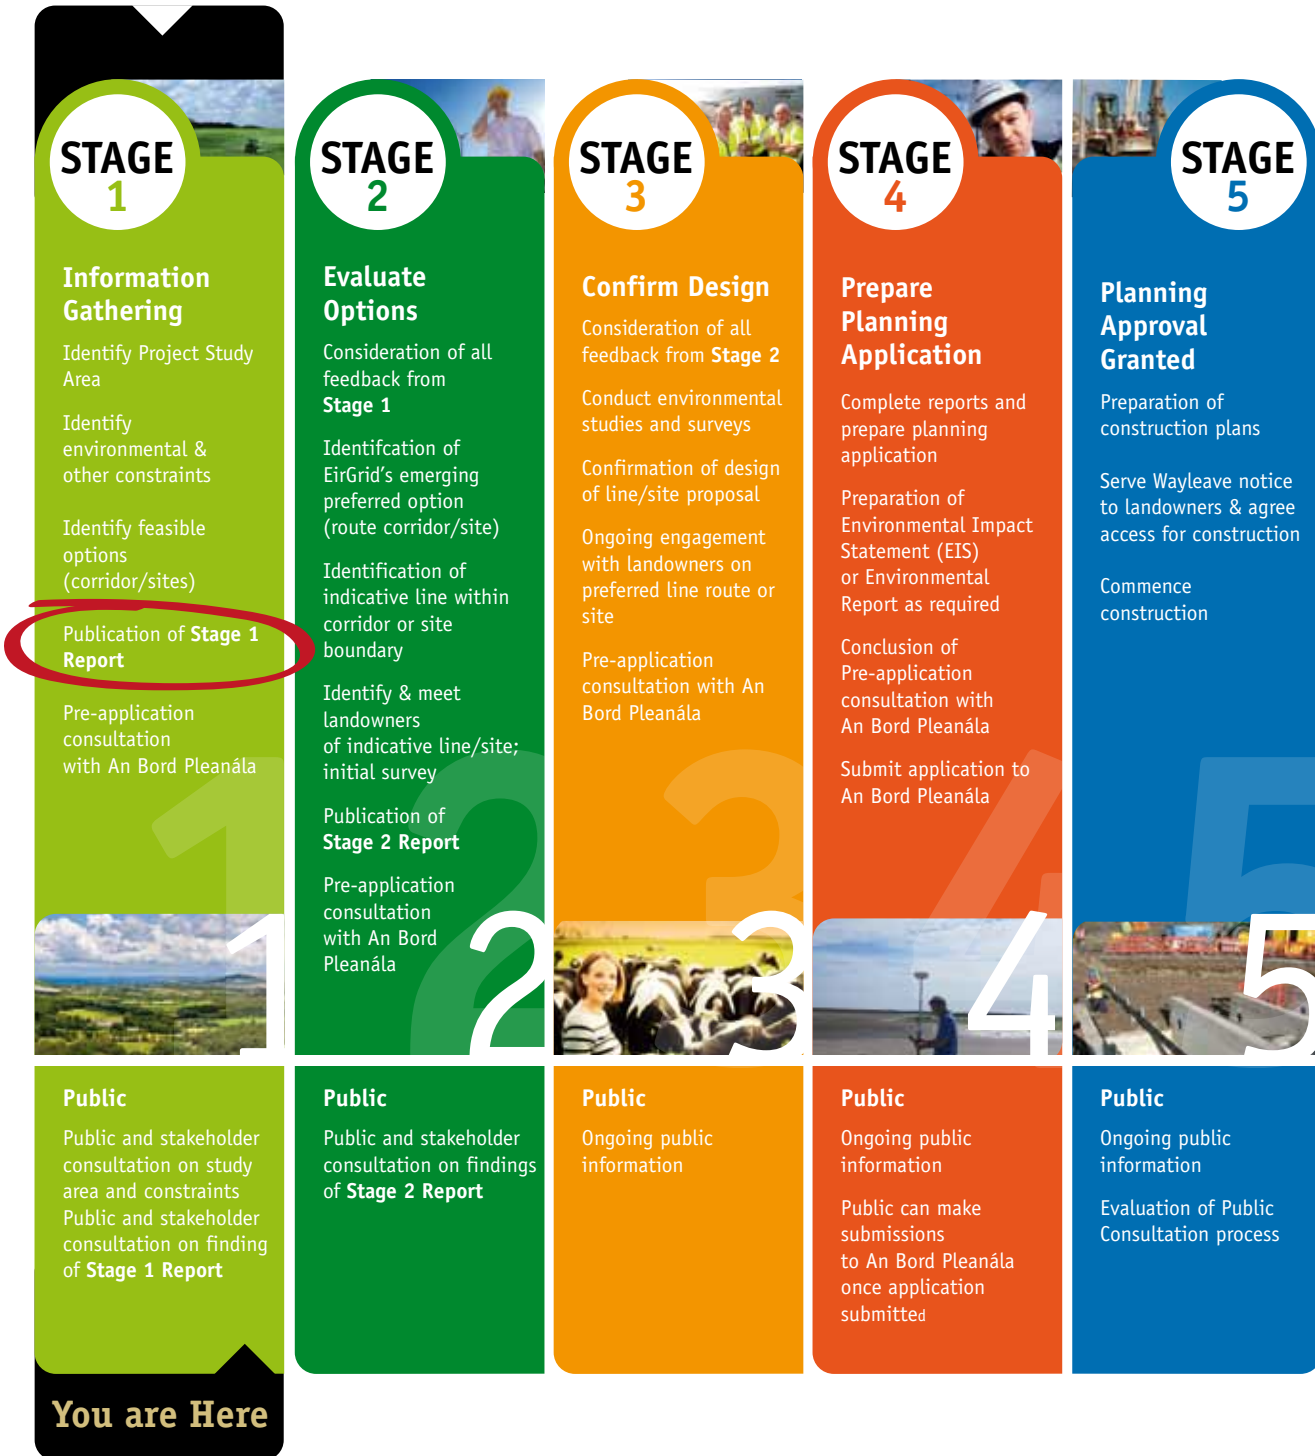 STAGE
1
Information
Gathering
Identify Project Study
Area
Identify
environmental &
other constraints
Identify feasible
options
(corridor/sites)
Publication of Stage 1
Report
Pre-application
consultation
with An Bord Pleanála
1
1
Public
Public and stakeholder
consultation on study
area and constraints
Public and stakeholder
consultation on finding
of Stage 1 Report
You are Here
STAGE
2
Evaluate
Options
Consideration of all
feedback from
Stage 1
Identifcation of
EirGrid’s emerging
preferred option
(route corridor/site)
Identification of
indicative line within
corridor or site
boundary
Identify & meet
landowners
of indicative line/site;
initial survey
Publication of
Stage 2 Report
Pre-application
consultation
with An Bord
Pleanála
2
2
Public
Public and stakeholder
consultation on findings
of Stage 2 Report
STAGE
3
Confirm Design
Consideration of all
feedback from Stage 2
Conduct environmental
studies and surveys
Confirmation of design
of line/site proposal
Ongoing engagement
with landowners on
preferred line route or
site
Pre-application
consultation with An
Bord Pleanála
3
3
Public
Ongoing public
information
STAGE
4
Prepare
Planning
Application
Complete reports and
prepare planning
application
Preparation of
Environmental Impact
Statement (EIS)
or Environmental
Report as required
Conclusion of
Pre-application
consultation with
An Bord Pleanála
Submit application to
An Bord Pleanála
4
4
Public
Ongoing public
information
Public can make
submissions
to An Bord Pleanála
once application
submitted
STAGE
5
Planning
Approval
Granted
Preparation of
construction plans
Serve Wayleave notice
to landowners & agree
access for construction
Commence
construction
5
5
Public
Ongoing public
information
Evaluation of Public
Consultation process